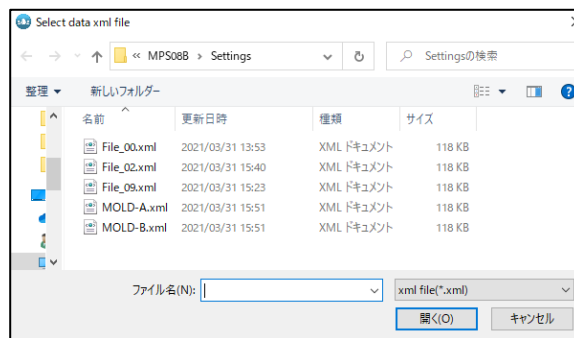 Select data xml file
« MPS08B › Settings
Settingsの検索
整理 新しいフォルダー
名前 更新日時 種類 サイズ
File_00.xml 2021/03/31 13:53 XML ドキュメント 118 KB
File_02.xml 2021/03/31 15:40 XML ドキュメント 118 KB
File_09.xml 2021/03/31 15:23 XML ドキュメント 118 KB
MOLD-A.xml 2021/03/31 15:51 XML ドキュメント 118 KB
MOLD-B.xml 2021/03/31 15:51 XML ドキュメント 118 KB
ファイル名(N): xml file(*.xml)
開く(O) キャンセル